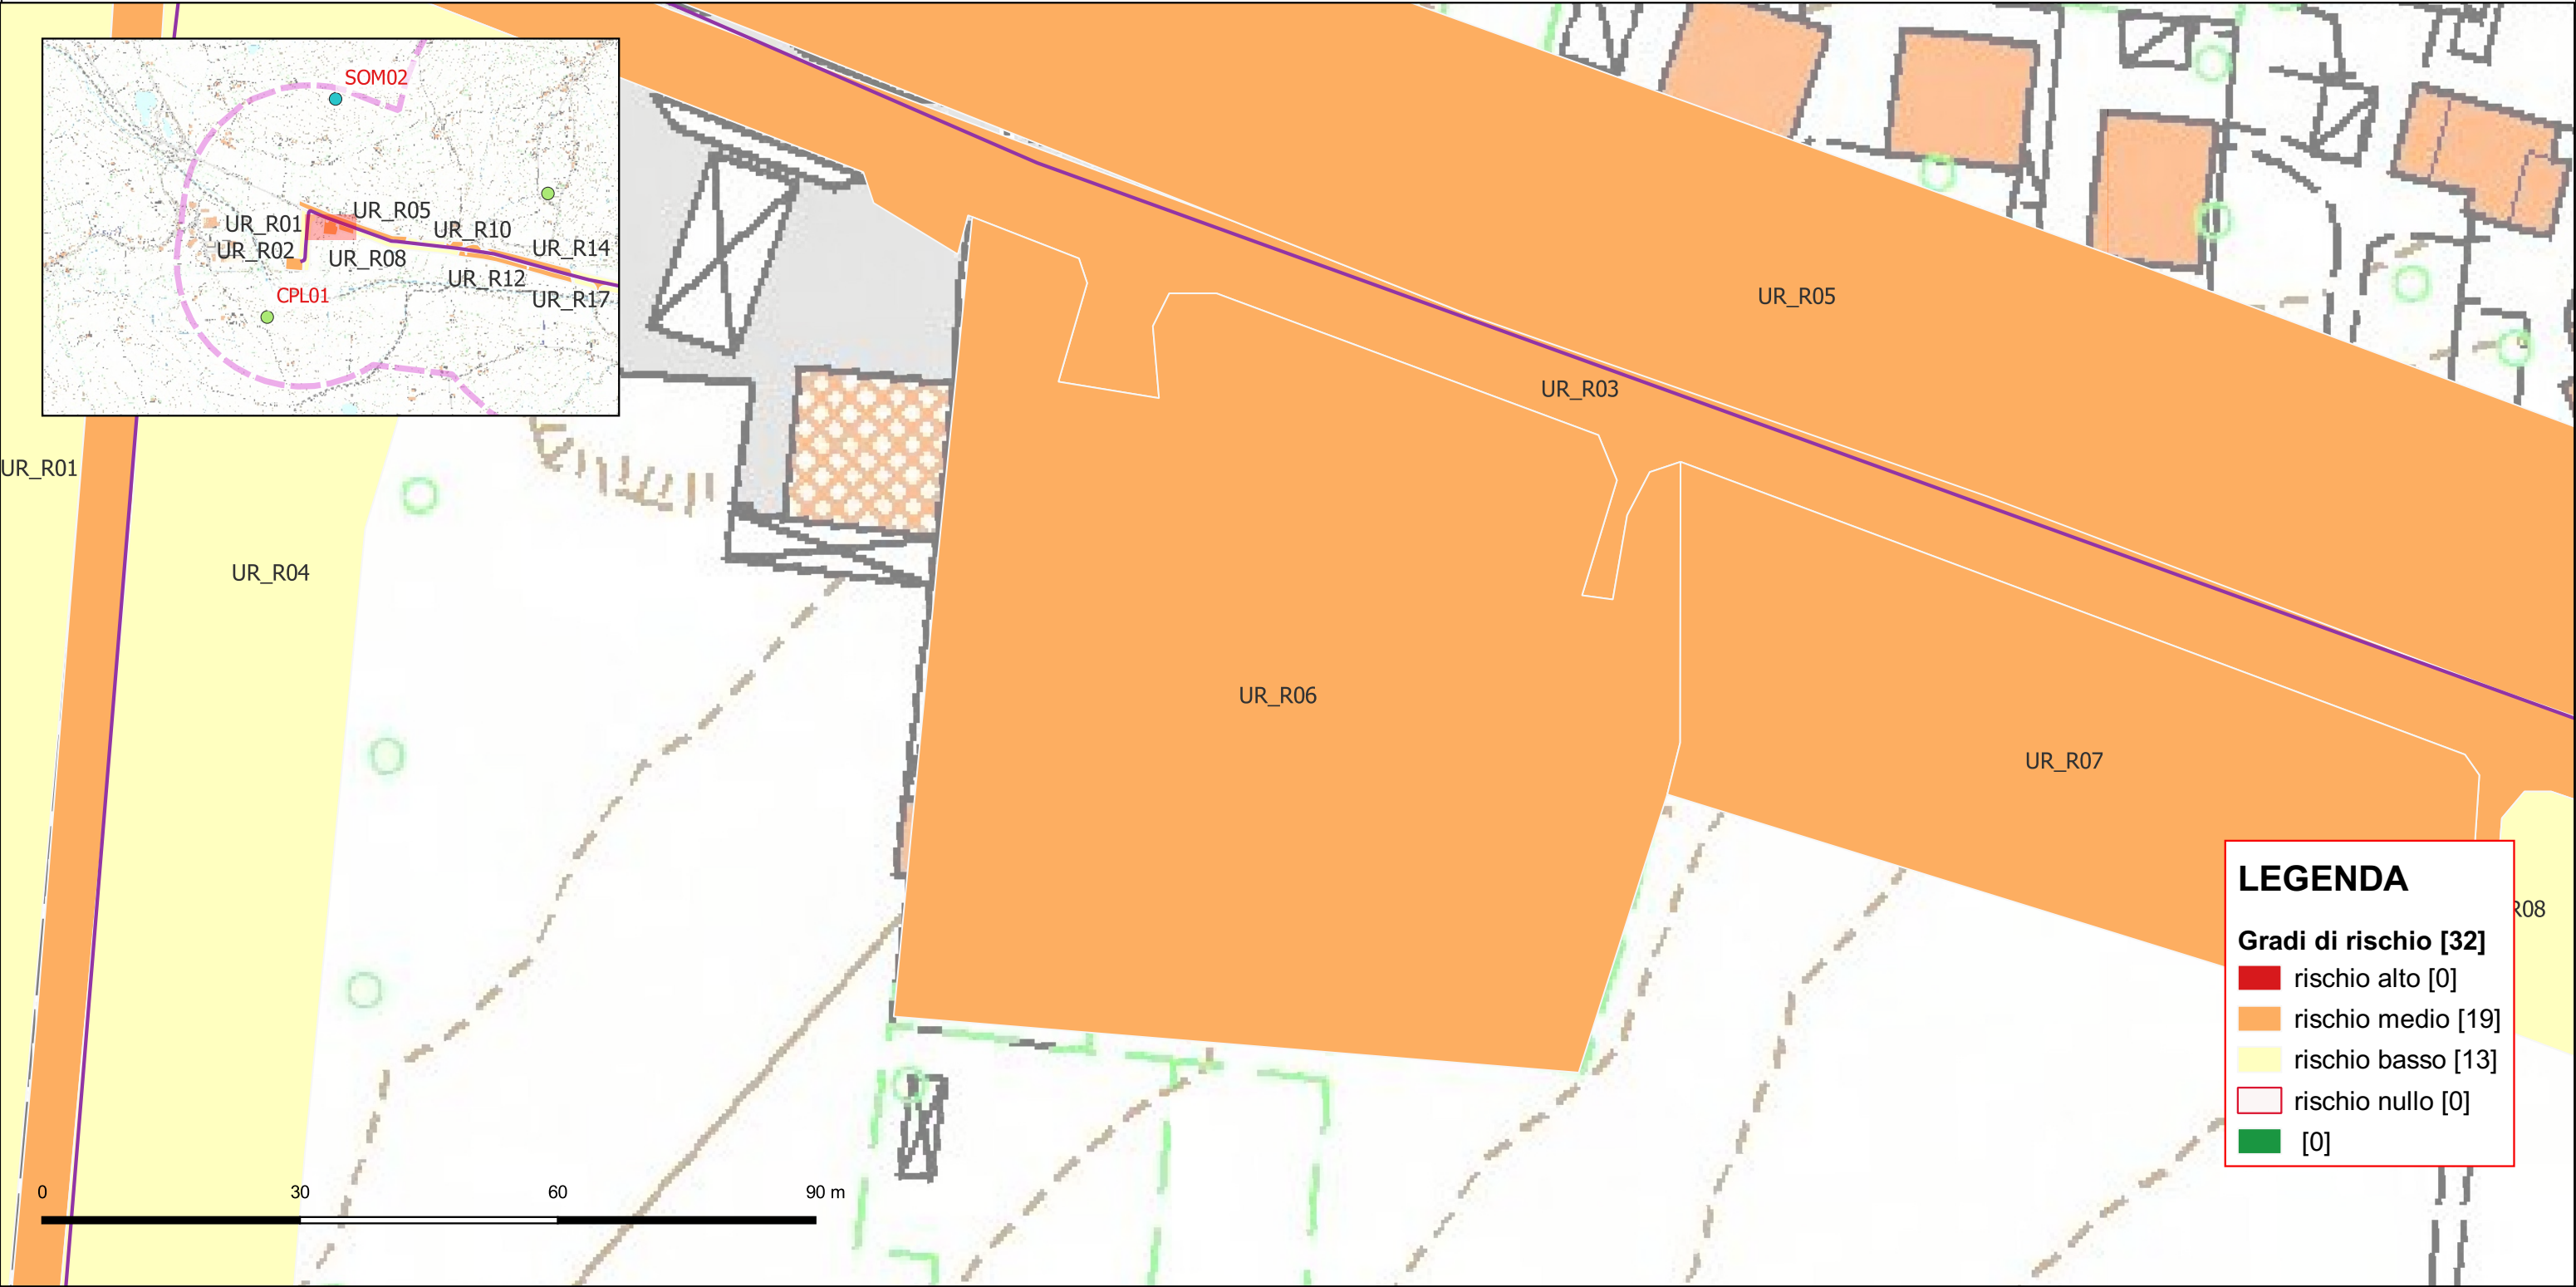 SOM02
UR_R05
UR_R01
UR_R10
UR_R02
UR_R08
UR_R14
UR_R12
CPL01
UR_R17
UR_R05
UR_R03
UR_R01
UR_R04
UR_R06
UR_R07
R08
LEGENDA
Gradi di rischio [32]
rischio alto [0]
rischio medio [19]
rischio basso [13]
rischio nullo [0]
[0]
0 30 60 90 m